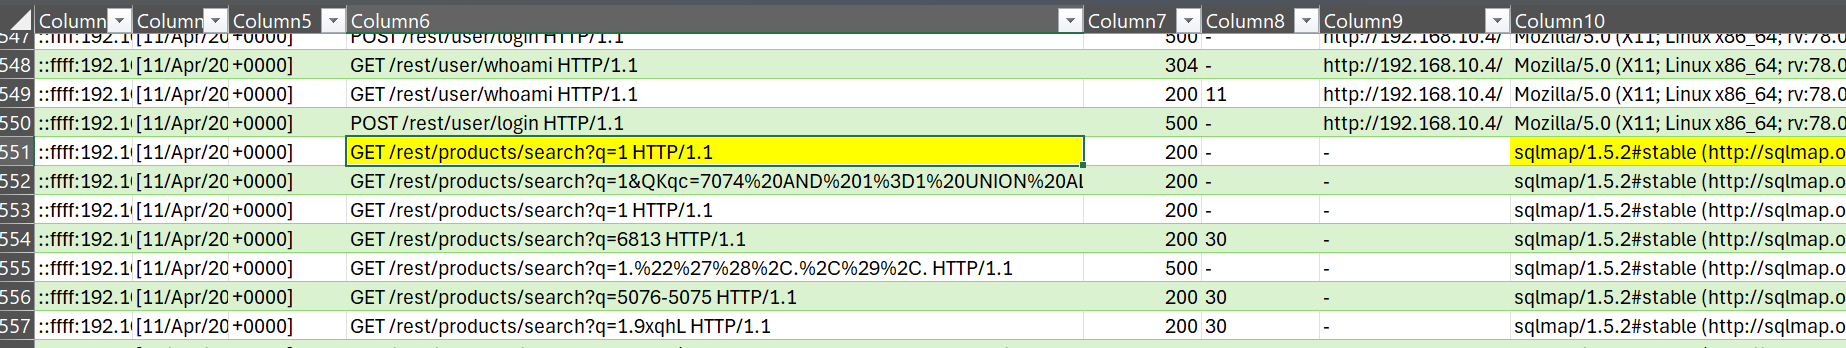 Column Column Column5 Column6 Column7 Column8 Column9 Column10
547 ::ffff:192.1 [11/Apr/20 +0000] POST /rest/user/login HTTP/1.1 500 - http://192.168.10.4/ Mozilla/5.0 (X11; Linux x86_64; rv:78.0
548 ::ffff:192.1 [11/Apr/20 +0000] GET /rest/user/whoami HTTP/1.1 304 - http://192.168.10.4/ Mozilla/5.0 (X11; Linux x86_64; rv:78.0
549 ::ffff:192.1 [11/Apr/20 +0000] GET /rest/user/whoami HTTP/1.1 200 11 http://192.168.10.4/ Mozilla/5.0 (X11; Linux x86_64; rv:78.0
550 ::ffff:192.1 [11/Apr/20 +0000] POST /rest/user/login HTTP/1.1 500 - http://192.168.10.4/ Mozilla/5.0 (X11; Linux x86_64; rv:78.0
551 ::ffff:192.1 [11/Apr/20 +0000] GET /rest/products/search?q=1 HTTP/1.1 200 - - sqlmap/1.5.2#stable (http://sqlmap.o
552 ::ffff:192.1 [11/Apr/20 +0000] GET /rest/products/search?q=1&QKqc=7074%20AND%201%3D1%20UNION%20AL 200 - - sqlmap/1.5.2#stable (http://sqlmap.o
553 ::ffff:192.1 [11/Apr/20 +0000] GET /rest/products/search?q=1 HTTP/1.1 200 - - sqlmap/1.5.2#stable (http://sqlmap.o
554 ::ffff:192.1 [11/Apr/20 +0000] GET /rest/products/search?q=6813 HTTP/1.1 200 30 - sqlmap/1.5.2#stable (http://sqlmap.o
555 ::ffff:192.1 [11/Apr/20 +0000] GET /rest/products/search?q=1.%22%27%28%2C.%2C%29%2C. HTTP/1.1 500 - - sqlmap/1.5.2#stable (http://sqlmap.o
556 ::ffff:192.1 [11/Apr/20 +0000] GET /rest/products/search?q=5076-5075 HTTP/1.1 200 30 - sqlmap/1.5.2#stable (http://sqlmap.o
557 ::ffff:192.1 [11/Apr/20 +0000] GET /rest/products/search?q=1.9xqhL HTTP/1.1 200 30 - sqlmap/1.5.2#stable (http://sqlmap.o